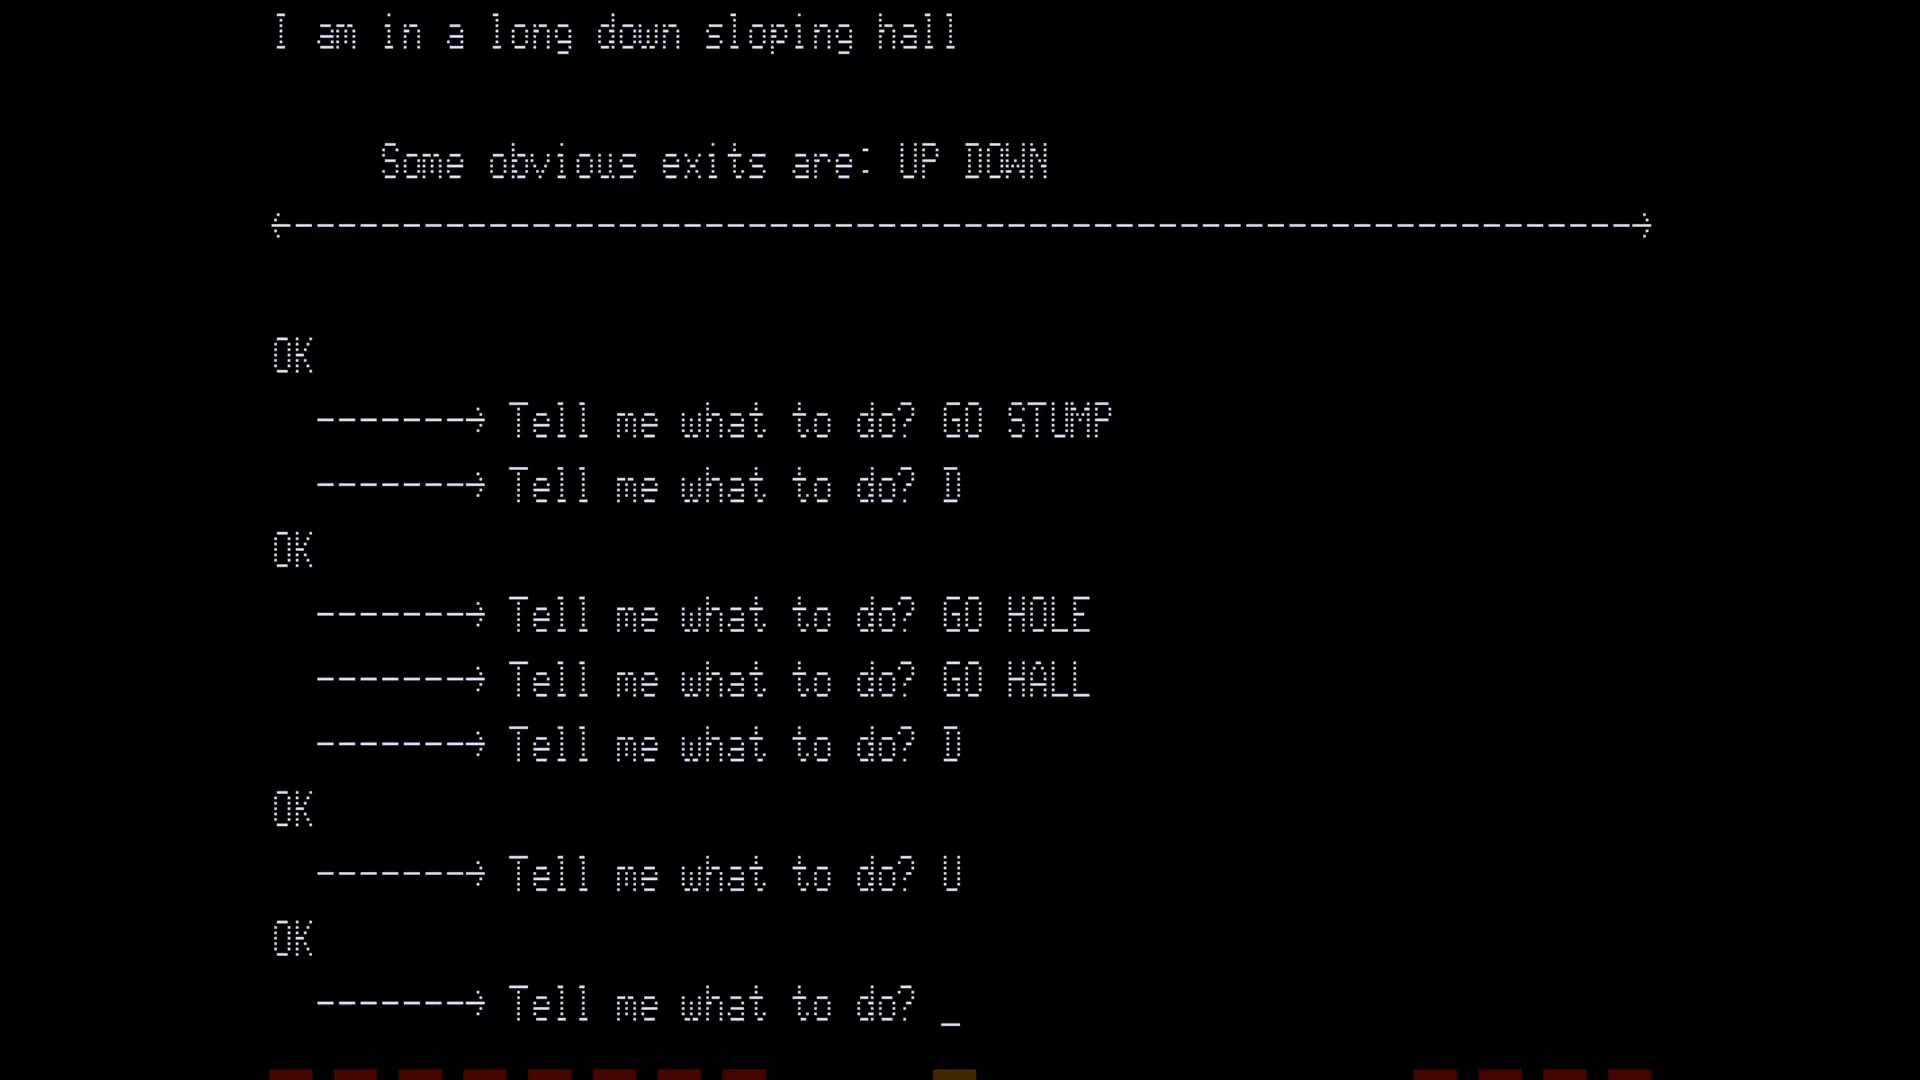 I am in a long down sloping hall
Some obvious exits are: UP DOWN
<--------------------------------------------------------------->
OK
-------> Tell me what to do? GO STUMP
-------> Tell me what to do? D
OK
-------> Tell me what to do? GO HOLE
-------> Tell me what to do? GO HALL
-------> Tell me what to do? D
OK
-------> Tell me what to do? U
OK
-------> Tell me what to do? _